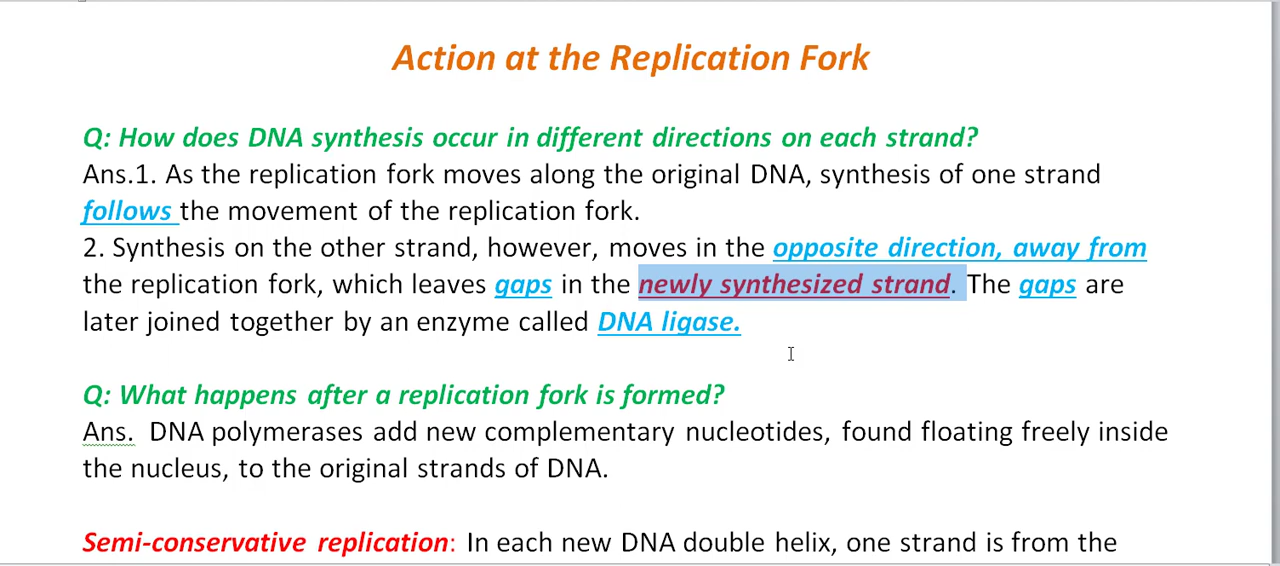 Action at the Replication Fork
Q: How does DNA synthesis occur in different directions on each strand?
Ans.1. As the replication fork moves along the original DNA, synthesis of one strand
follows the movement of the replication fork.
2. Synthesis on the other strand, however, moves in the opposite direction, away from
the replication fork, which leaves gaps in the newly synthesized strand. The gaps are
later joined together by an enzyme called DNA ligase.
Q: What happens after a replication fork is formed?
Ans. DNA polymerases add new complementary nucleotides, found floating freely inside
the nucleus, to the original strands of DNA.
Semi-conservative replication: In each new DNA double helix, one strand is from the